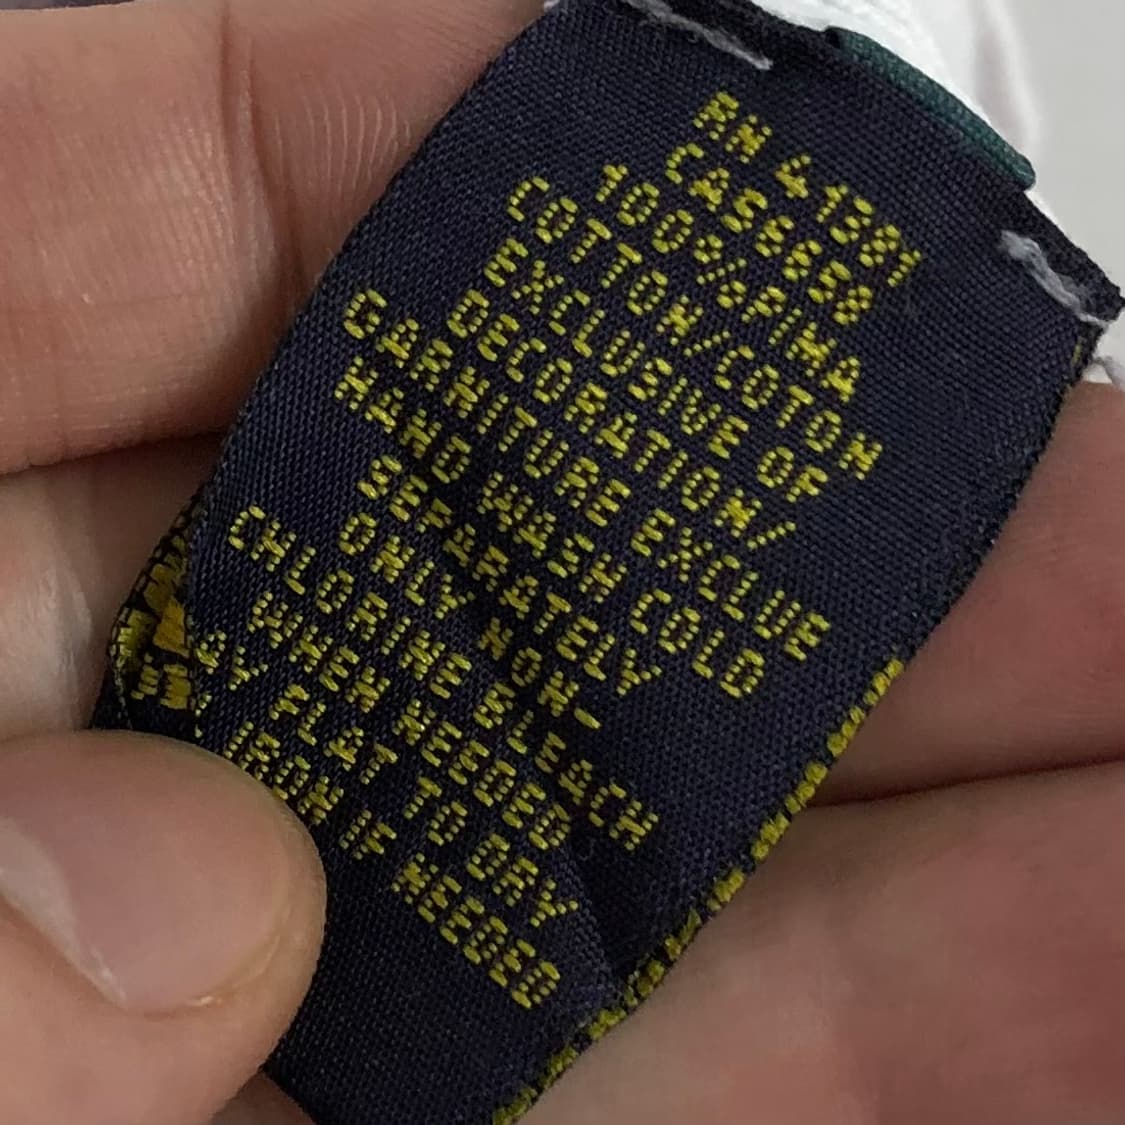 RN 41381
CA56658
100%PIMA
COTTON/COTON
EXCLUSIVE OF
DECORATION/
GARNITURE EXCLUE
HAND WASH COLD
SEPARATELY
ONLY NON-
CHLORINE BLEACH
WHEN NEEDED
LAY FLAT TO DRY
IRON IF NEEDED